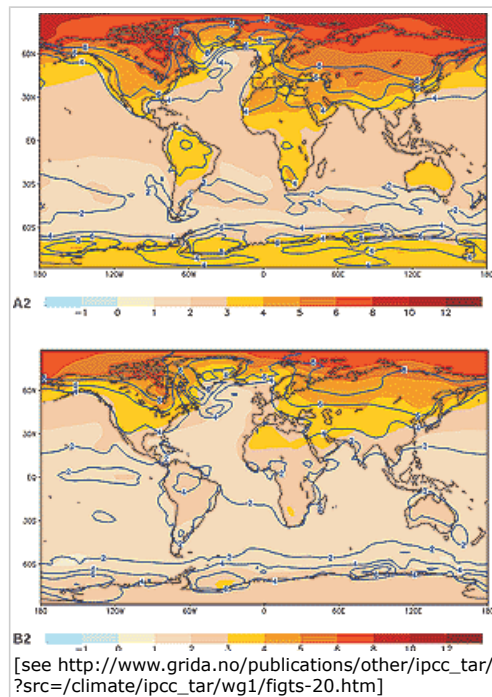 60N
30N
EQ
30S
60S
180 120W 60W 0 60E 120E 180
A2 -1 0 1 2 3 4 5 6 8 10 12
60N
30N
EQ
30S
60S
180 120W 60W 0 60E 120E 180
B2 -1 0 1 2 3 4 5 6 8 10 12
[see http://www.grida.no/publications/other/ipcc_tar/
?src=/climate/ipcc_tar/wg1/figts-20.htm]